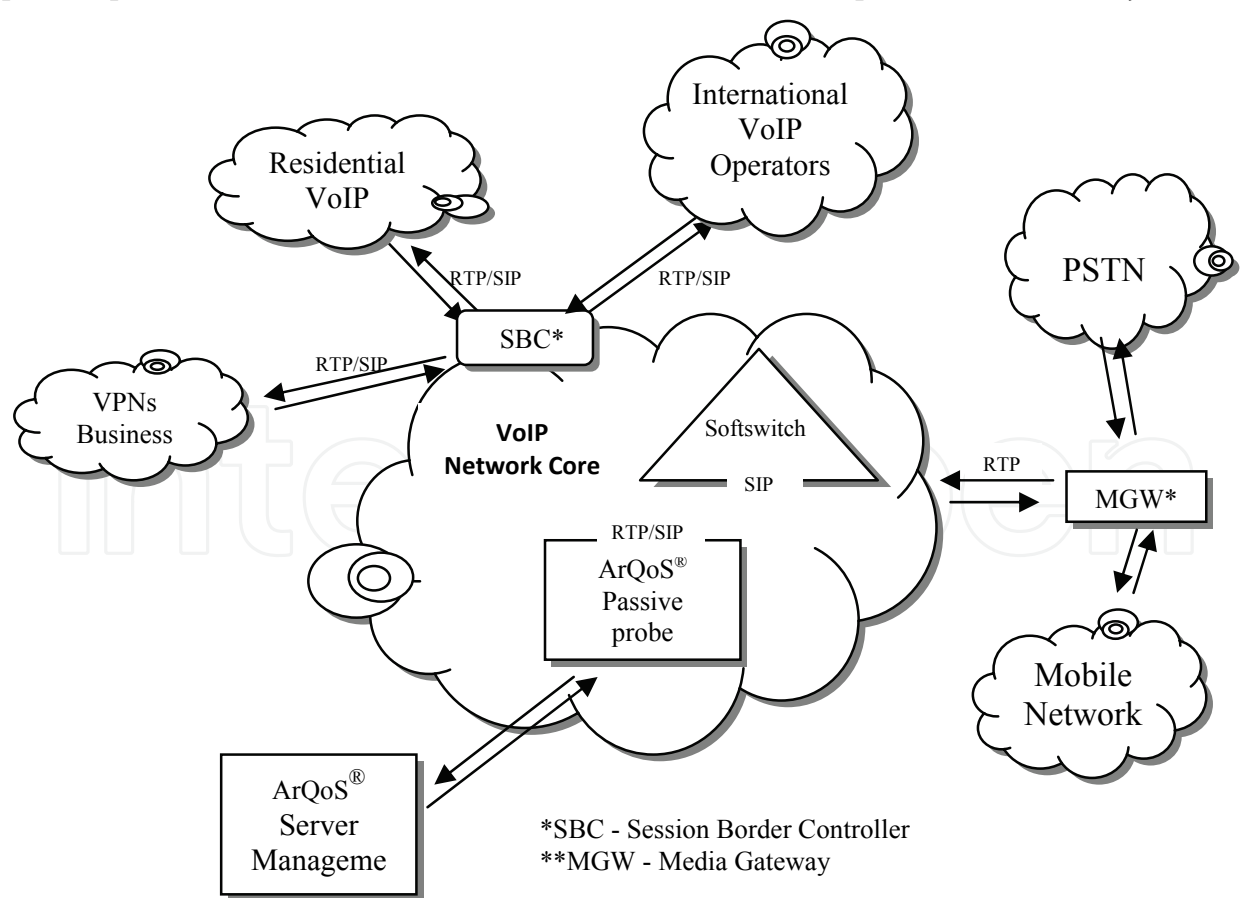 International
VoIP
Operators
Residential
VoIP
PSTN
RTP/SIP
RTP/SIP
SBC*
RTP/SIP
VPNs
Business
VoIP
Network Core
Softswitch
SIP
RTP
MGW*
RTP/SIP
ArQoS®
Passive
probe
Mobile
Network
ArQoS®
Server
Manageme
*SBC - Session Border Controller
**MGW - Media Gateway